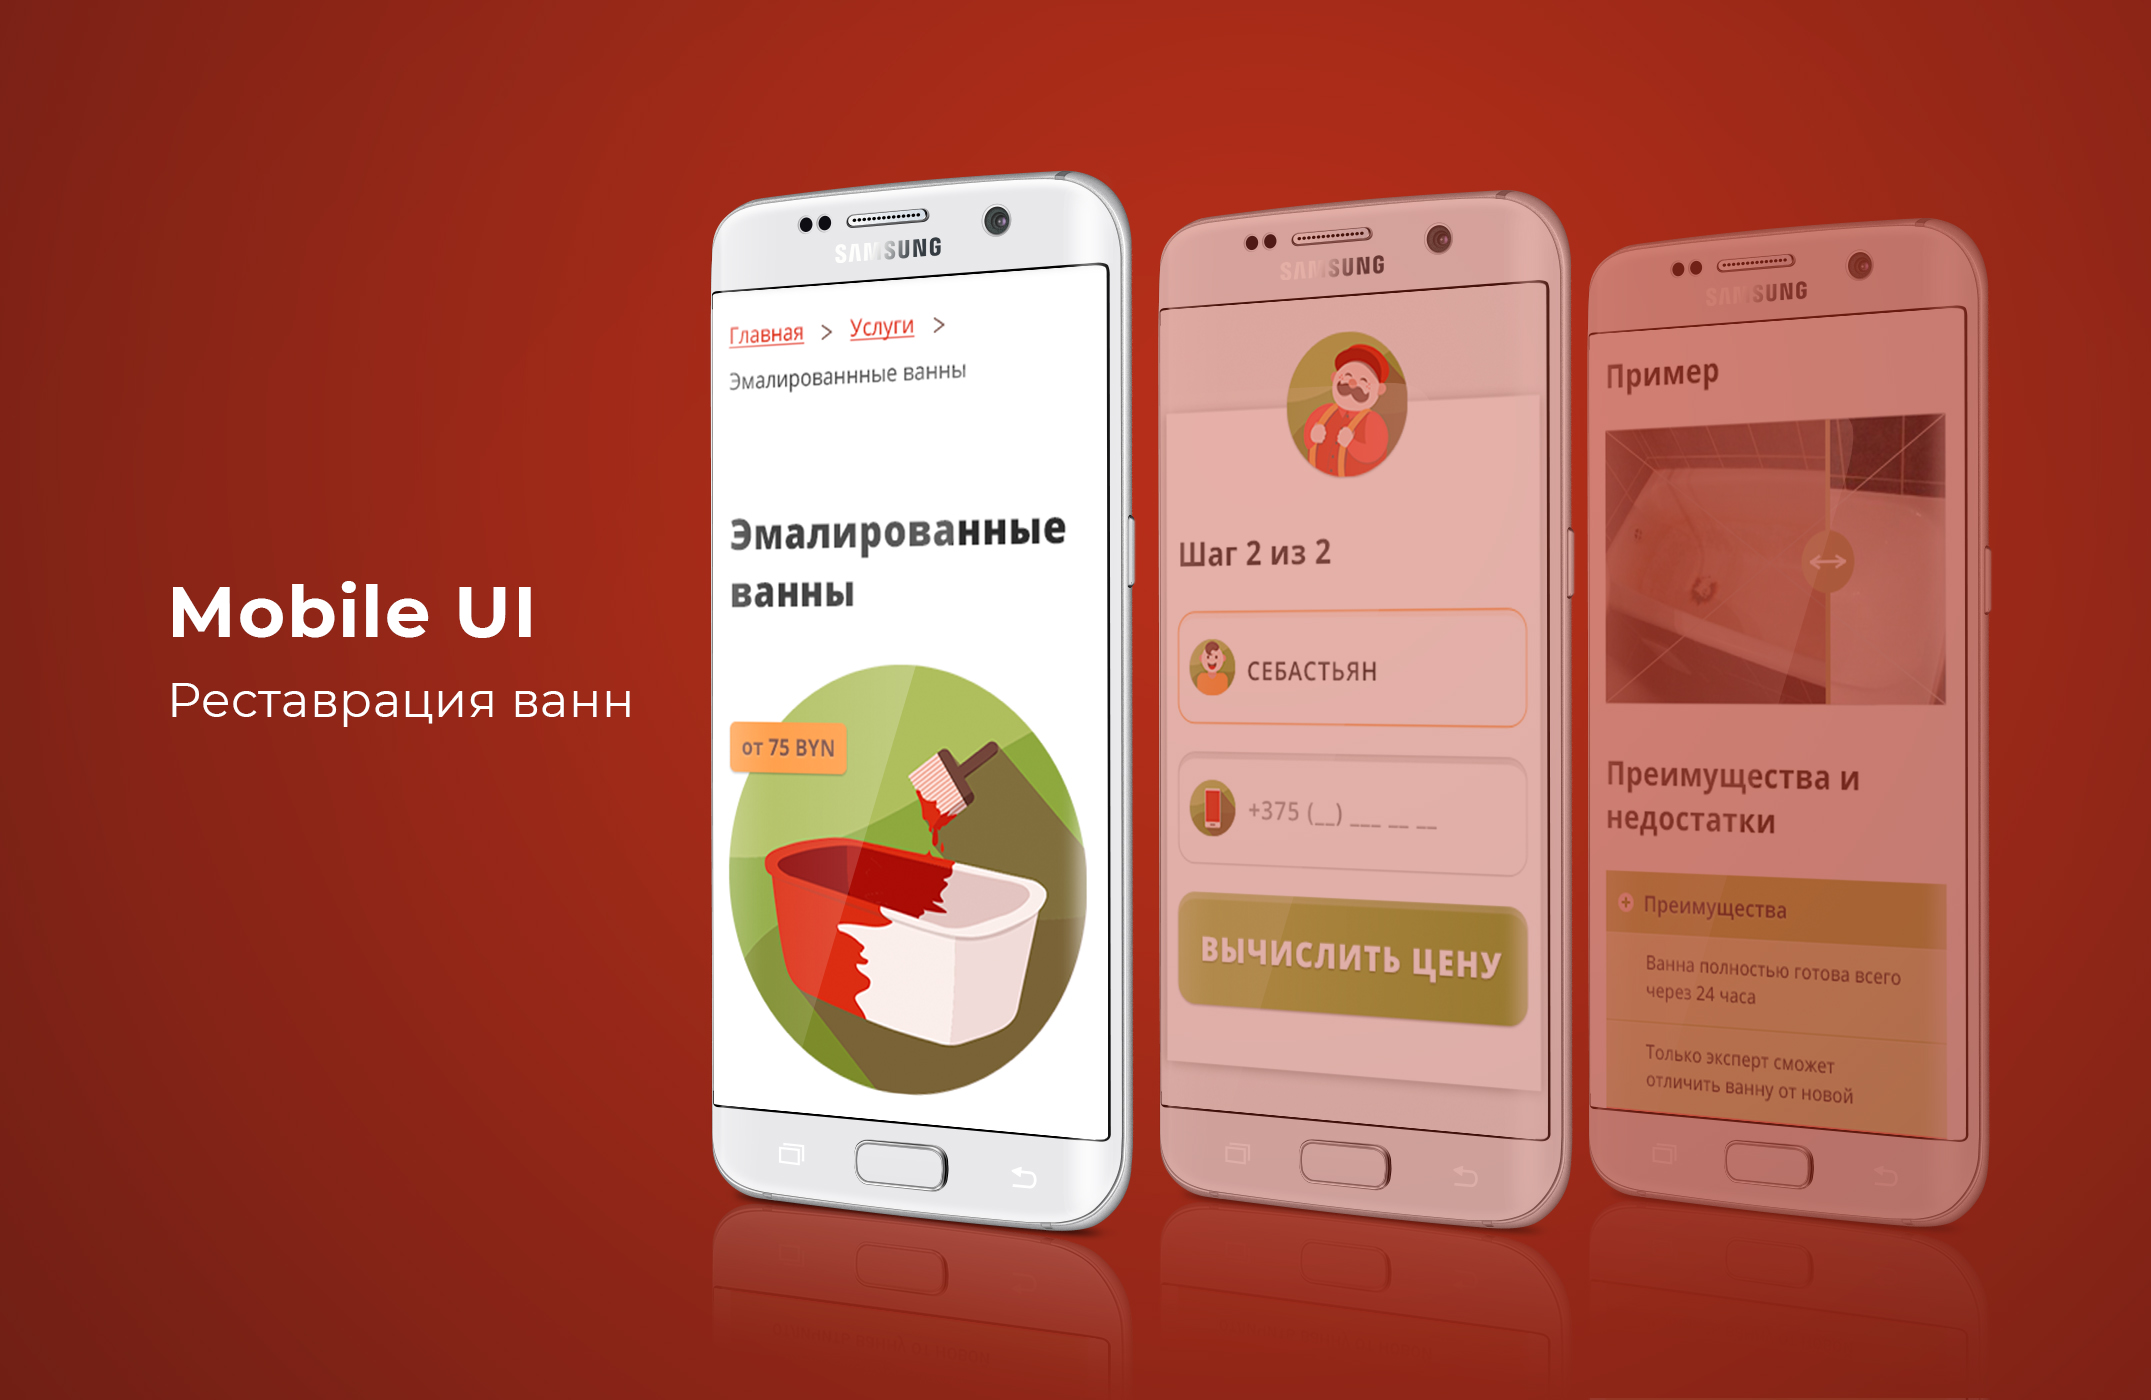 Mobile UI
Реставрация ванн
SAMSUNG
Главная > Услуги >
Эмалированнные ванны
Эмалированные
ванны
от 75 BYN
SAMSUNG
Шаг 2 из 2
СЕБАСТЬЯН
+375 (__) ___ __ __
ВЫЧИСЛИТЬ ЦЕНУ
SAMSUNG
Пример
Преимущества и
недостатки
Преимущества
Ванна полностью готова всего
через 24 часа
Только эксперт сможет
отличить ванну от новой